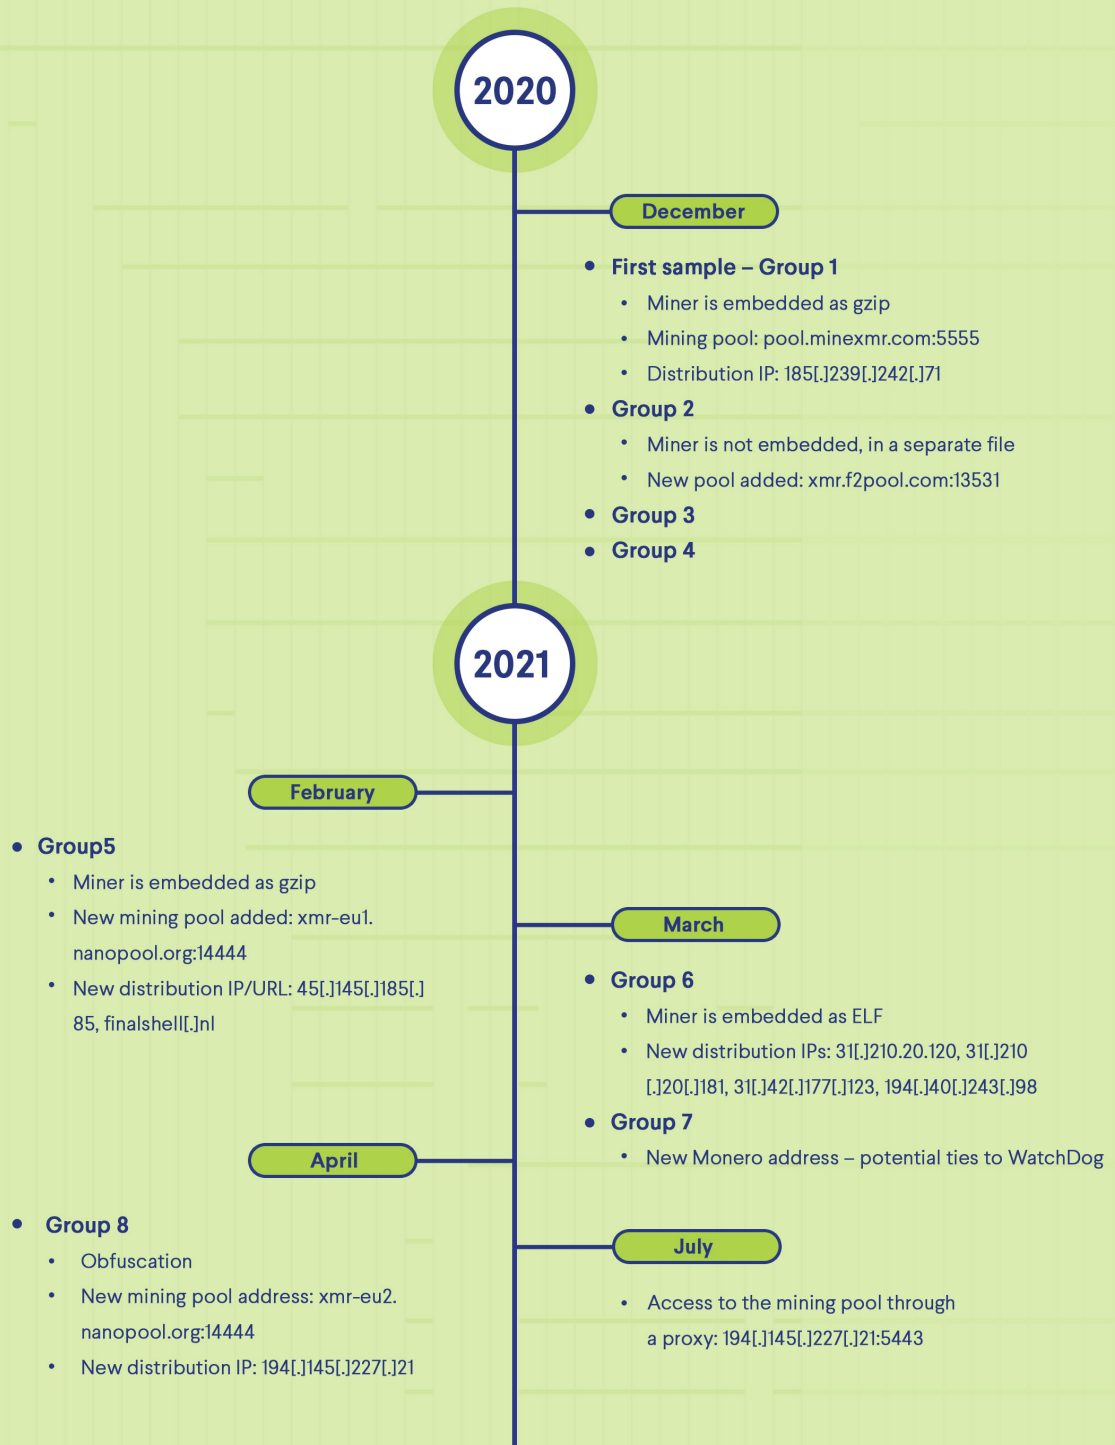 2020
December
• First sample – Group 1
• Miner is embedded as gzip
• Mining pool: pool.minexmr.com:5555
• Distribution IP: 185[.]239[.]242[.]71
• Group 2
• Miner is not embedded, in a separate file
• New pool added: xmr.f2pool.com:13531
• Group 3
• Group 4
2021
February
• Group5
• Miner is embedded as gzip
• New mining pool added: xmr-eu1.
nanopool.org:14444
• New distribution IP/URL: 45[.]145[.]185[.]
85, finalshell[.]nl
March
• Group 6
• Miner is embedded as ELF
• New distribution IPs: 31[.]210.20.120, 31[.]210
[.]20[.]181, 31[.]42[.]177[.]123, 194[.]40[.]243[.]98
• Group 7
• New Monero address – potential ties to WatchDog
April
• Group 8
• Obfuscation
• New mining pool address: xmr-eu2.
nanopool.org:14444
• New distribution IP: 194[.]145[.]227[.]21
July
• Access to the mining pool through
a proxy: 194[.]145[.]227[.]21:5443